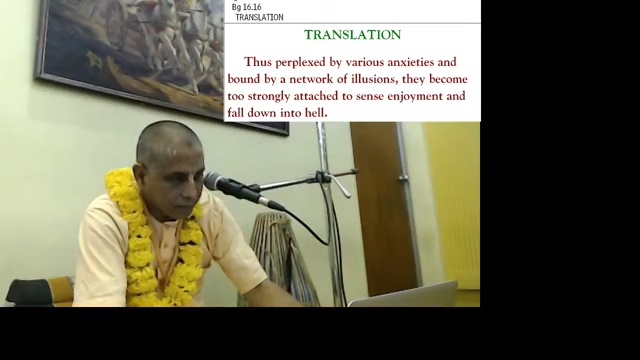 Bg 16.16
TRANSLATION
TRANSLATION
Thus perplexed by various anxieties and
bound by a network of illusions, they become
too strongly attached to sense enjoyment and
fall down into hell.